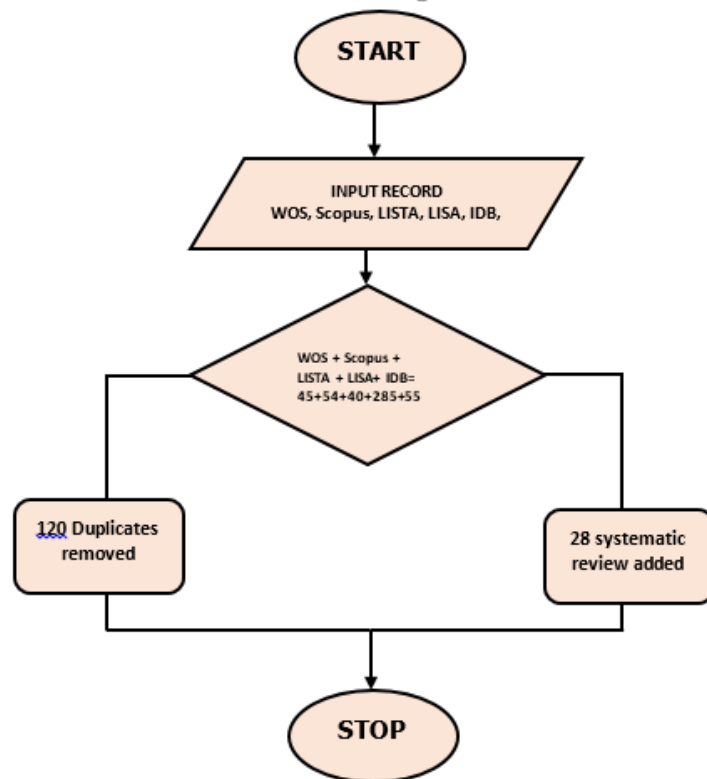 START
INPUT RECORD
WOS, Scopus, LISTA, LISA, IDB,
WOS + Scopus +
LISTA + LISA+ IDB=
45+54+40+285+55
120 Duplicates
removed
28 systematic
review added
STOP